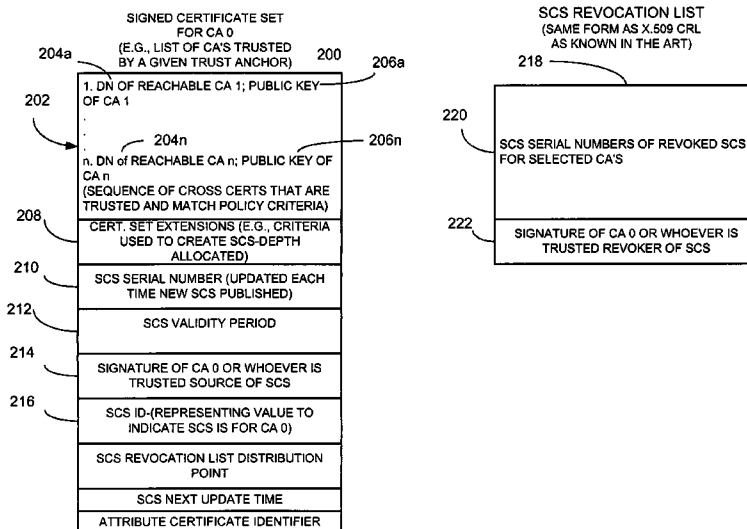 SIGNED CERTIFICATE SET
FOR CA 0
(E.G., LIST OF CA'S TRUSTED
BY A GIVEN TRUST ANCHOR)
200
204a
206a
1. DN OF REACHABLE CA 1; PUBLIC KEY
OF CA 1
.
.
.
202
204n
206n
n. DN of REACHABLE CA n; PUBLIC KEY OF
CA n
(SEQUENCE OF CROSS CERTS THAT ARE
TRUSTED AND MATCH POLICY CRITERIA)
208
CERT. SET EXTENSIONS (E.G., CRITERIA
USED TO CREATE SCS-DEPTH
ALLOCATED)
210
SCS SERIAL NUMBER (UPDATED EACH
TIME NEW SCS PUBLISHED)
212
SCS VALIDITY PERIOD
214
SIGNATURE OF CA 0 OR WHOEVER IS
TRUSTED SOURCE OF SCS
216
SCS ID-(REPRESENTING VALUE TO
INDICATE SCS IS FOR CA 0)
SCS REVOCATION LIST DISTRIBUTION
POINT
SCS NEXT UPDATE TIME
ATTRIBUTE CERTIFICATE IDENTIFIER
SCS REVOCATION LIST
(SAME FORM AS X.509 CRL
AS KNOWN IN THE ART)
218
220
SCS SERIAL NUMBERS OF REVOKED SCS
FOR SELECTED CA'S
222
SIGNATURE OF CA 0 OR WHOEVER IS
TRUSTED REVOKER OF SCS